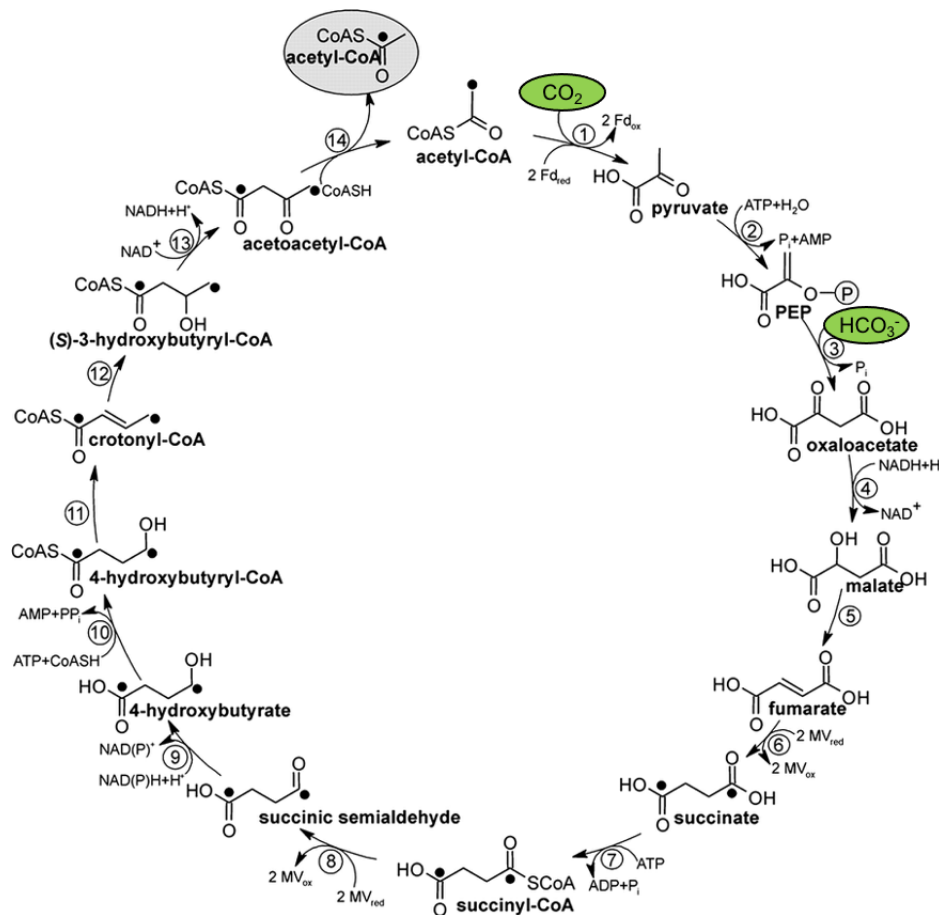 CoAS
O
acetyl-CoA
CoAS
O
acetyl-CoA
CO2
1
2 Fdred
2 Fdox
HO
O
O
pyruvate
2
ATP+H2O
Pi+AMP
HO
O
O
P
PEP
HCO3-
3
Pi
HO
O
O
O
OH
oxaloacetate
4
NADH+H
NAD+
HO
O
OH
O
OH
malate
5
HO
O
O
OH
fumarate
6
2 MVred
2 MVox
HO
O
O
OH
succinate
7
ATP
ADP+Pi
HO
O
O
SCoA
succinyl-CoA
8
2 MVred
2 MVox
HO
O
O
succinic semialdehyde
9
NAD(P)H+H+
NAD(P)+
HO
O
OH
4-hydroxybutyrate
10
ATP+CoASH
AMP+PPi
CoAS
O
OH
4-hydroxybutyryl-CoA
11
CoAS
O
crotonyl-CoA
12
CoAS
O
OH
(S)-3-hydroxybutyryl-CoA
13
NAD+
NADH+H+
CoAS
O
O
acetoacetyl-CoA
14
CoASH